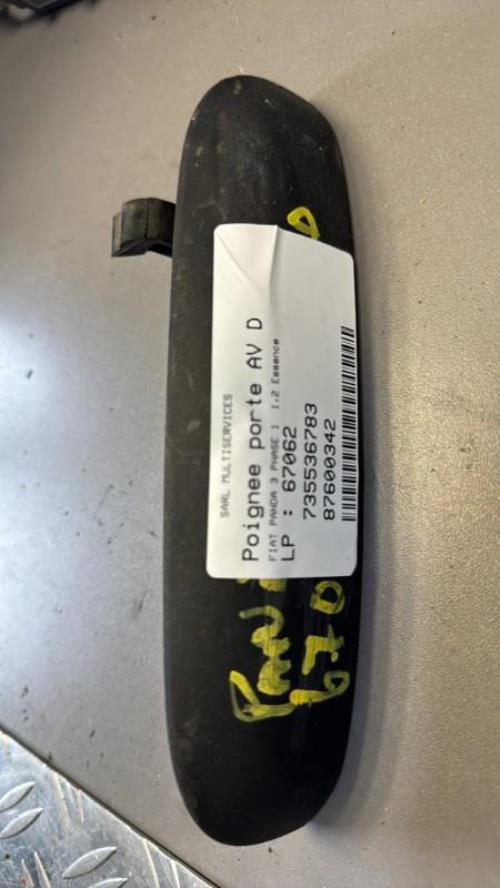 SARL MULTISERVICES
Poignee porte AV D
FIAT PANDA 3 PHASE 1 1.2 Essence
LP : 67062
735536783
87600342